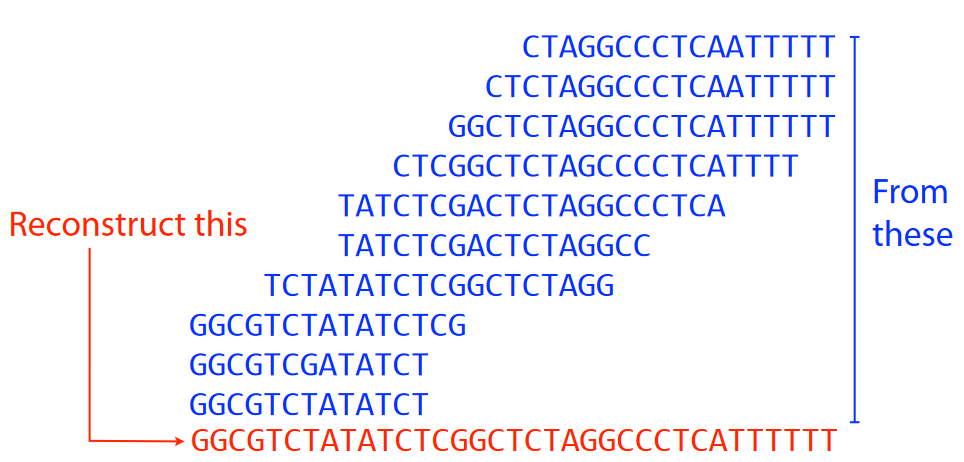 CTAGGCCCTCAATTTTT
CTCTAGGCCCTCAATTTTT
GGCTCTAGGCCCTCATTTTTT
CTCGGCTCTAGCCCCTCATTTT
TATCTCGACTCTAGGCCCTCA
TATCTCGACTCTAGGCC
TCTATATCTCGGCTCTAGG
GGCGTCTATATCTCG
GGCGTCGATATCT
GGCGTCTATATCT
GGCGTCTATATCTCGGCTCTAGGCCCTCATTTTTT
Reconstruct this
From
these